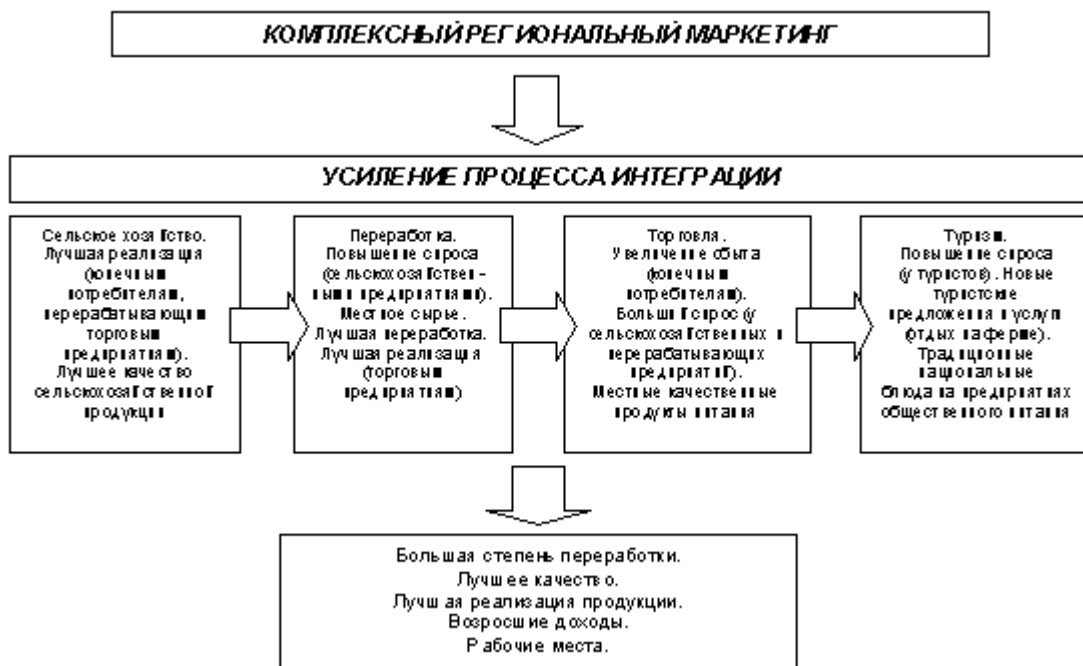 КОМПЛЕКСНЫЙ РЕГИОНАЛЬНЫЙ МАРКЕТИНГ
УСИЛЕНИЕ ПРОЦЕССА ИНТЕГРАЦИИ
Сельское хозяйство.
Лучшая реализация
(конечным
потребителям,
перерабатывающим
торговым
предприятиям).
Лучшее качество
сельскохозяйственной
продукции
Переработка.
Повышение спроса
(сельскохозяйствен-
ными предприятиями).
Местное сырье.
Лучшая переработка.
Лучшая реализация
(торговым
предприятиям)
Торговля.
Увеличение сбыта
(конечным
потребителям).
Больший спрос (у
сельскохозяйственных и
перерабатывающих
предприятий).
Местные качественные
продукты питания
Туризм.
Повышение спроса
(у туристов). Новые
туристские
предложения и услуги
(отдых на ферме).
Традиционные
национальные
блюда на предприятиях
общественного питания
Большая степень переработки.
Лучшее качество.
Лучшая реализация продукции.
Возросшие доходы.
Рабочие места.